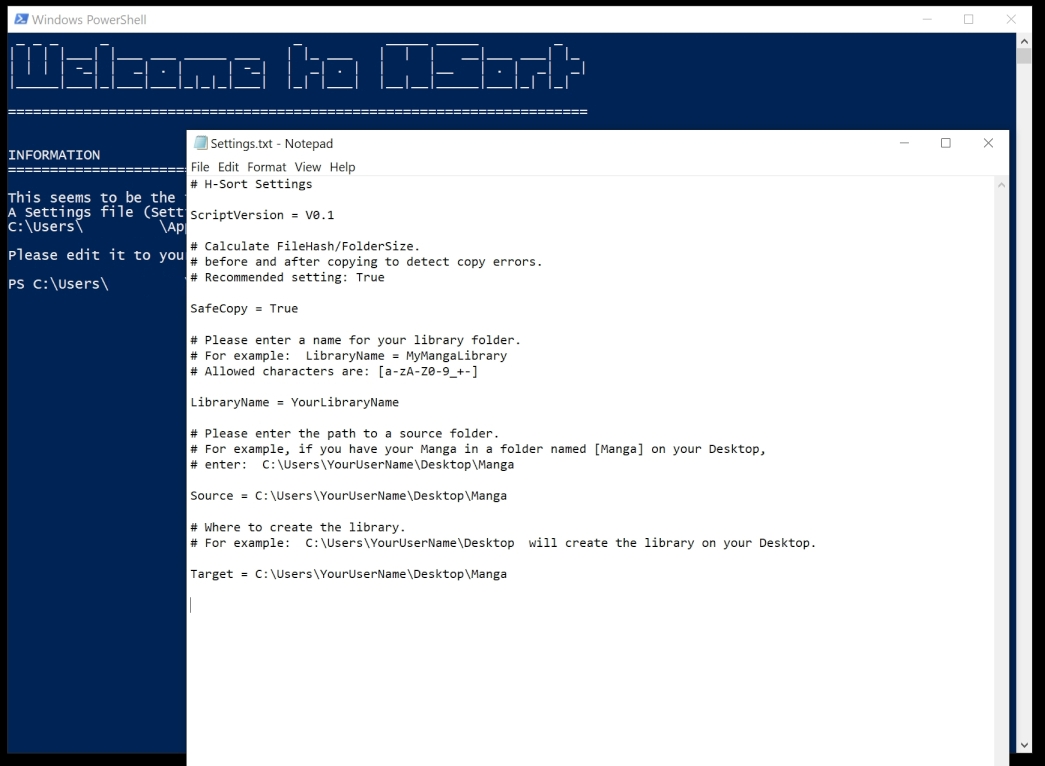 Windows PowerShell
Welcome to H-Sort
================================================================================
INFORMATION
This seems to be the
A Settings file (Sett
C:\Users\ \Ap
Please edit it to you
PS C:\Users\
Settings.txt - Notepad
File Edit Format View Help
# H-Sort Settings
ScriptVersion = V0.1
# Calculate FileHash/FolderSize.
# before and after copying to detect copy errors.
# Recommended setting: True
SafeCopy = True
# Please enter a name for your library folder.
# For example:  LibraryName = MyMangaLibrary
# Allowed characters are: [a-zA-Z0-9_+-]
LibraryName = YourLibraryName
# Please enter the path to a source folder.
# For example, if you have your Manga in a folder named [Manga] on your Desktop,
# enter:  C:\Users\YourUserName\Desktop\Manga
Source = C:\Users\YourUserName\Desktop\Manga
# Where to create the library.
# For example:  C:\Users\YourUserName\Desktop  will create the library on your Desktop.
Target = C:\Users\YourUserName\Desktop\Manga